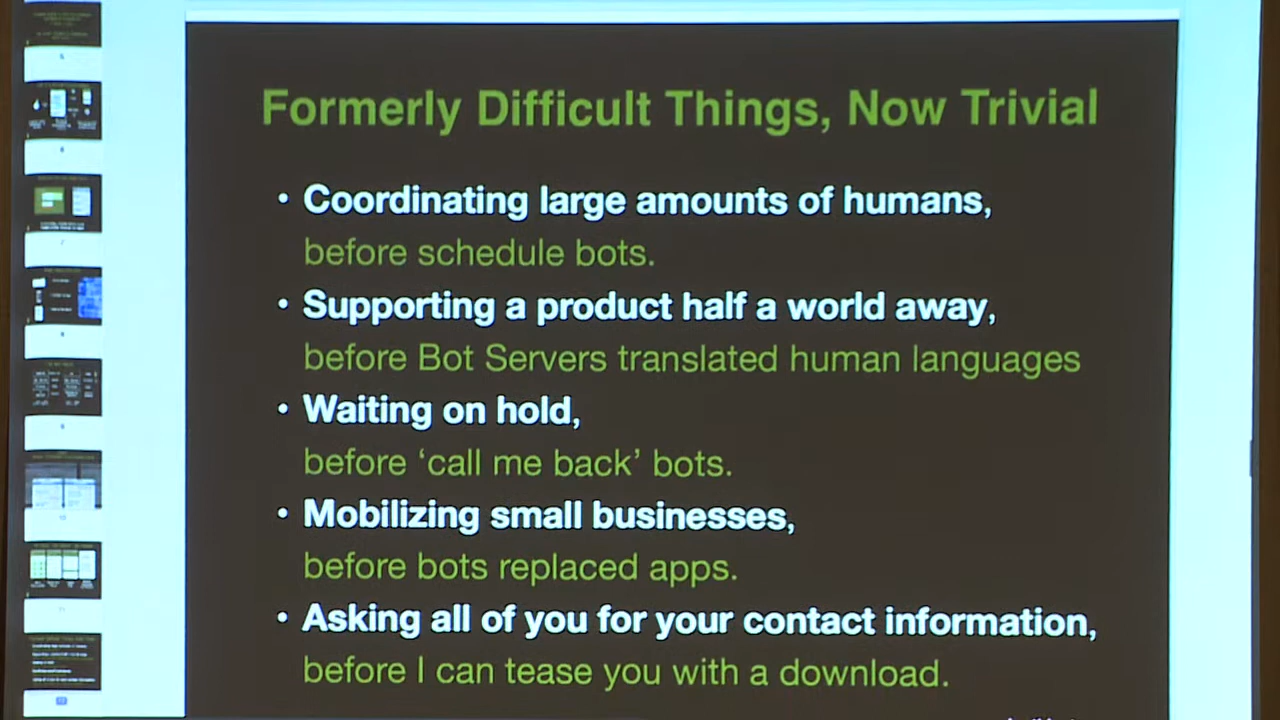 Formerly Difficult Things, Now Trivial
• Coordinating large amounts of humans,
before schedule bots.
• Supporting a product half a world away,
before Bot Servers translated human languages
• Waiting on hold,
before ‘call me back’ bots.
• Mobilizing small businesses,
before bots replaced apps.
• Asking all of you for your contact information,
before I can tease you with a download.